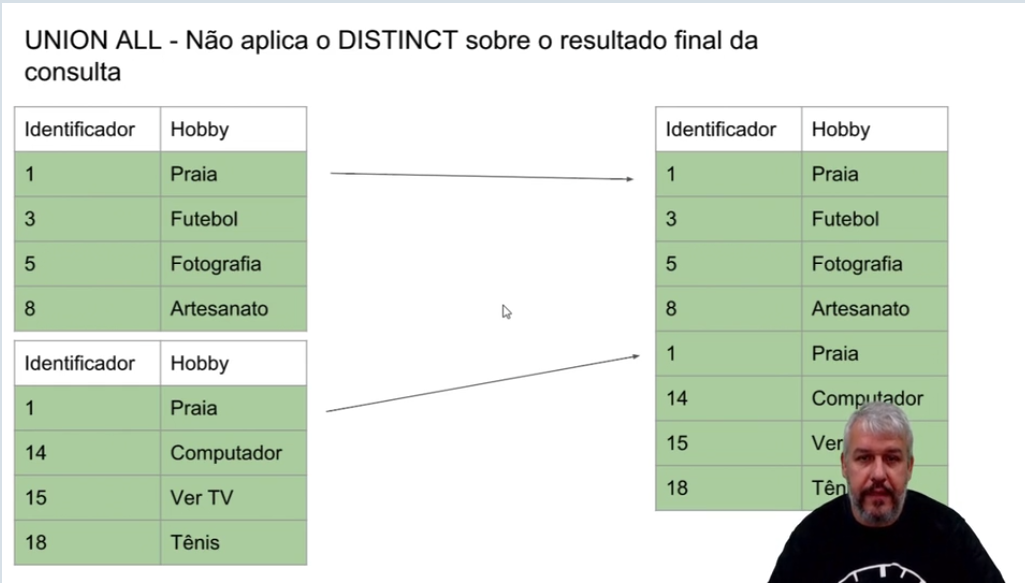 UNION ALL - Não aplica o DISTINCT sobre o resultado final da
consulta
Identificador Hobby
1 Praia
3 Futebol
5 Fotografia
8 Artesanato
Identificador Hobby
1 Praia
14 Computador
15 Ver TV
18 Tênis
Identificador Hobby
1 Praia
3 Futebol
5 Fotografia
8 Artesanato
1 Praia
14 Computador
15 Ver
18 Tên